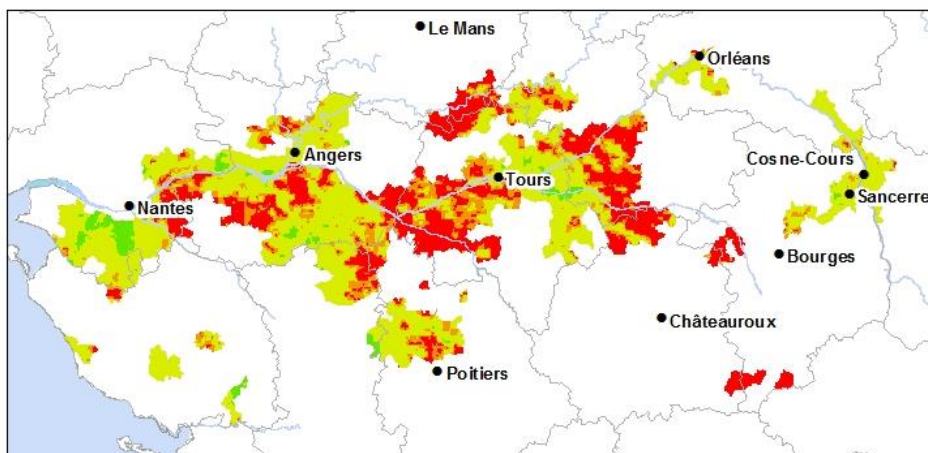 Le Mans
Orléans
Angers
Cosne-Cours
Tours
Sancerre
Nantes
Bourges
Châteauroux
Poitiers